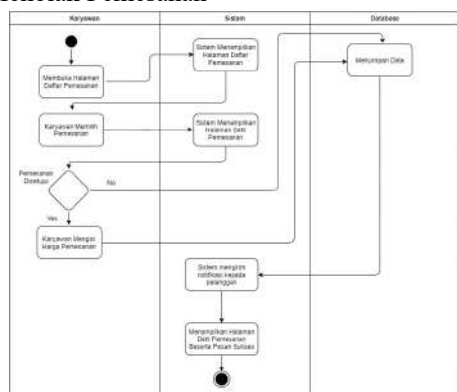 Karyawan
Sistem
Database
Membuka Halaman
Daftar Pemesanan
Sistem Menampilkan
Halaman Daftar
Pemesanan
Menyimpan Data
Karyawan Memilih
Pemesanan
Sistem Menampilkan
Halaman Detil
Pemesanan
Pemesanan
Disetujui
No
Yes
Karyawan Mengisi
Harga Pemesanan
Sistem mengirim
notifikasi kepada
pelanggan
Menampilkan Halaman
Detil Pemesanan
Beserta Pesan Sukses